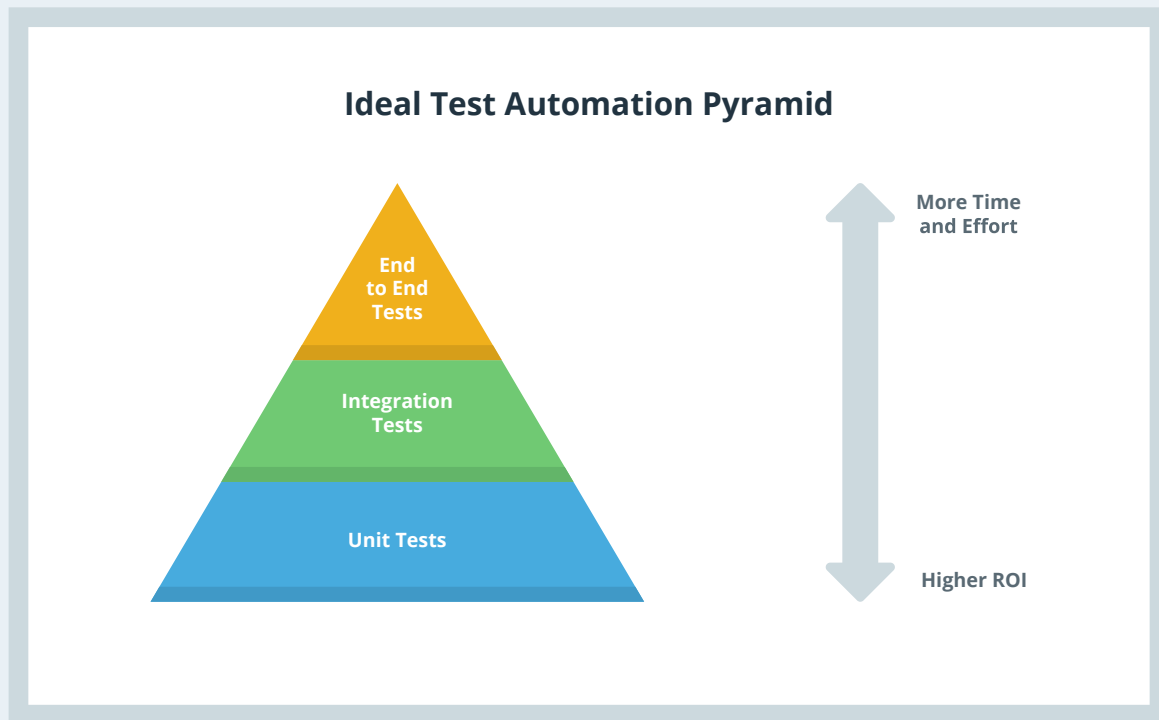 Ideal Test Automation Pyramid
End
to End
Tests
Integration
Tests
Unit Tests
More Time
and Effort
Higher ROI